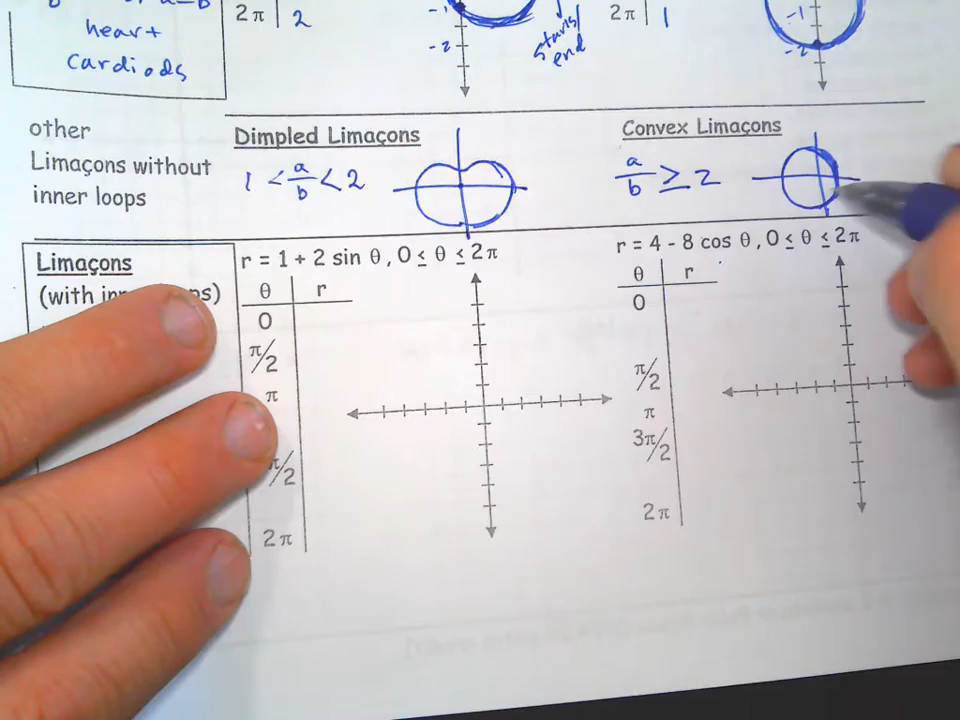 heart
cardiods
2π 2
-1
-2
starts/
end
2π 1
-1
-2
other
Limaçons without
inner loops
Dimpled Limaçons
1 < a/b < 2
Convex Limaçons
a/b ≥ 2
Limaçons
(with
r = 1 + 2 sin θ, 0 ≤ θ ≤ 2π
θ r
0
π/2
π
π/2
2π
r = 4 - 8 cos θ, 0 ≤ θ ≤ 2π
θ r
0
π/2
π
3π/2
2π